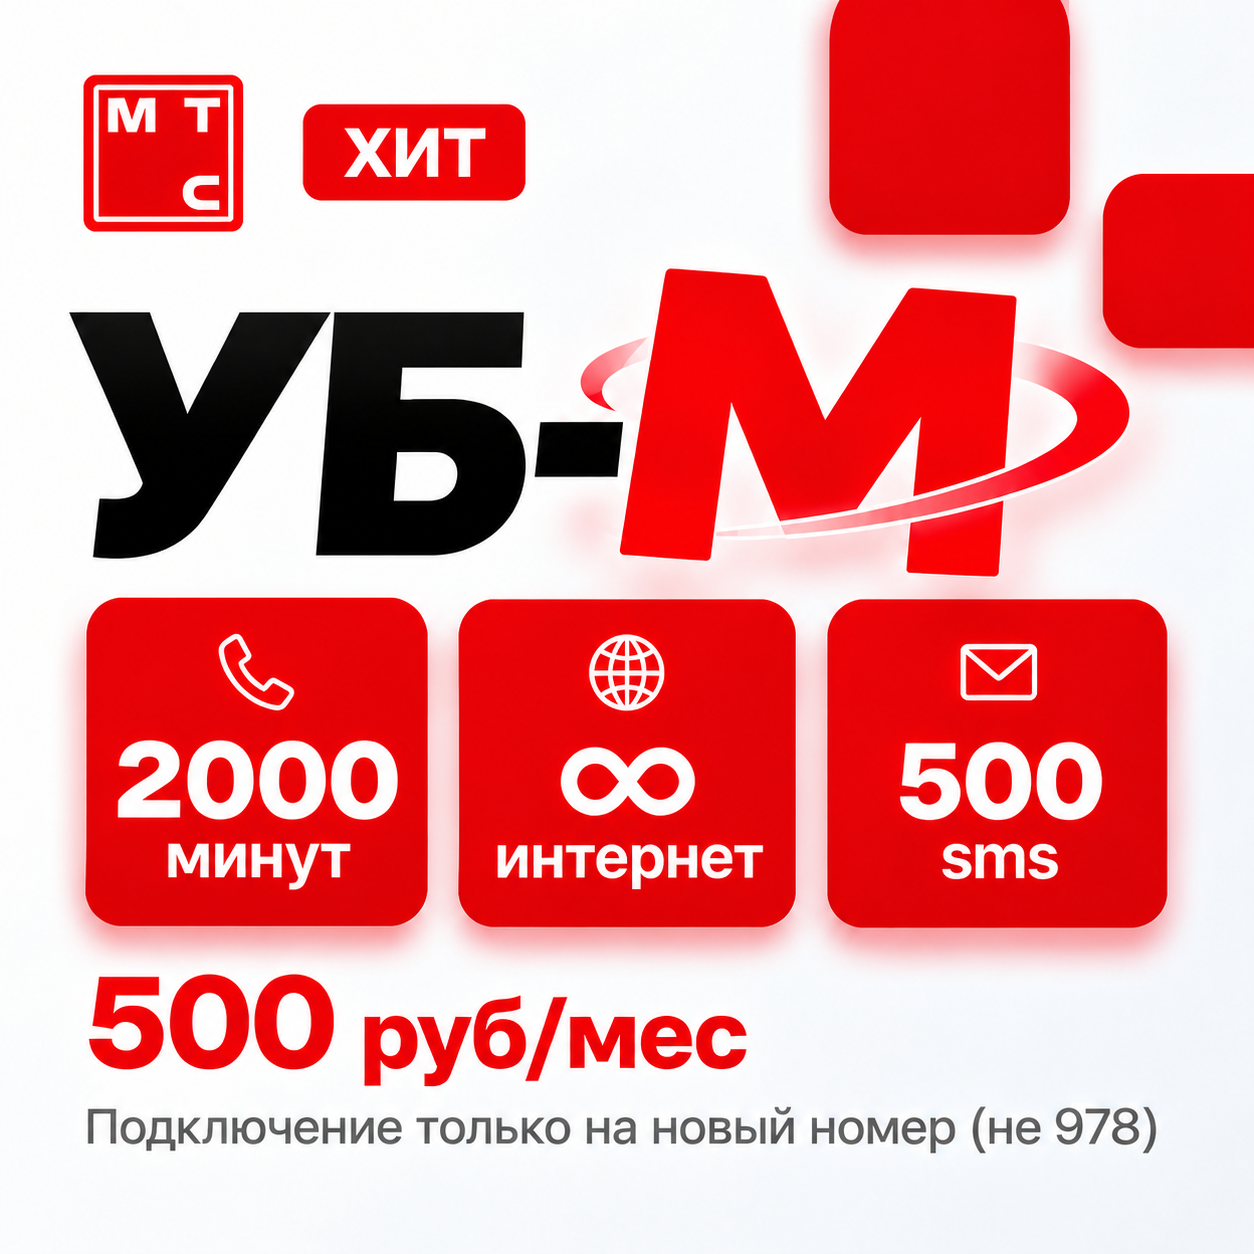 М Т
С
ХИТ
УБ-М
2000
минут
∞
интернет
500
sms
500 руб/мес
Подключение только на новый номер (не 978)